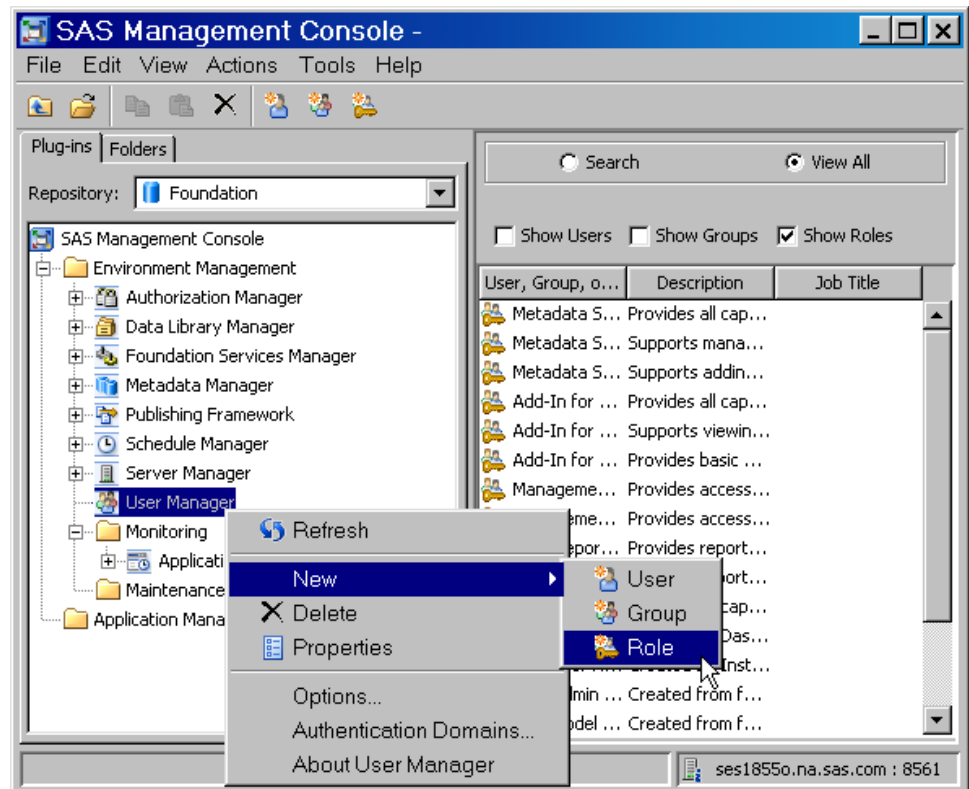 SAS Management Console -
File Edit View Actions Tools Help
Plug-ins Folders
Repository: Foundation
SAS Management Console
Environment Management
Authorization Manager
Data Library Manager
Foundation Services Manager
Metadata Manager
Publishing Framework
Schedule Manager
Server Manager
User Manager
Monitoring
Applicati
Maintenance
Application Mana
Search View All
Show Users Show Groups Show Roles
User, Group, o... Description Job Title
Metadata S... Provides all cap...
Metadata S... Supports mana...
Metadata S... Supports addin...
Add-In for ... Provides all cap...
Add-In for ... Supports viewin...
Add-In for ... Provides basic ...
Manageme... Provides access...
eme... Provides access...
epor... Provides report...
ort...
cap...
Das...
Inst...
lmin ... Created from f...
odel ... Created from f...
Refresh
New
Delete
Properties
Options...
Authentication Domains...
About User Manager
User
Group
Role
ses1855o.na.sas.com : 8561